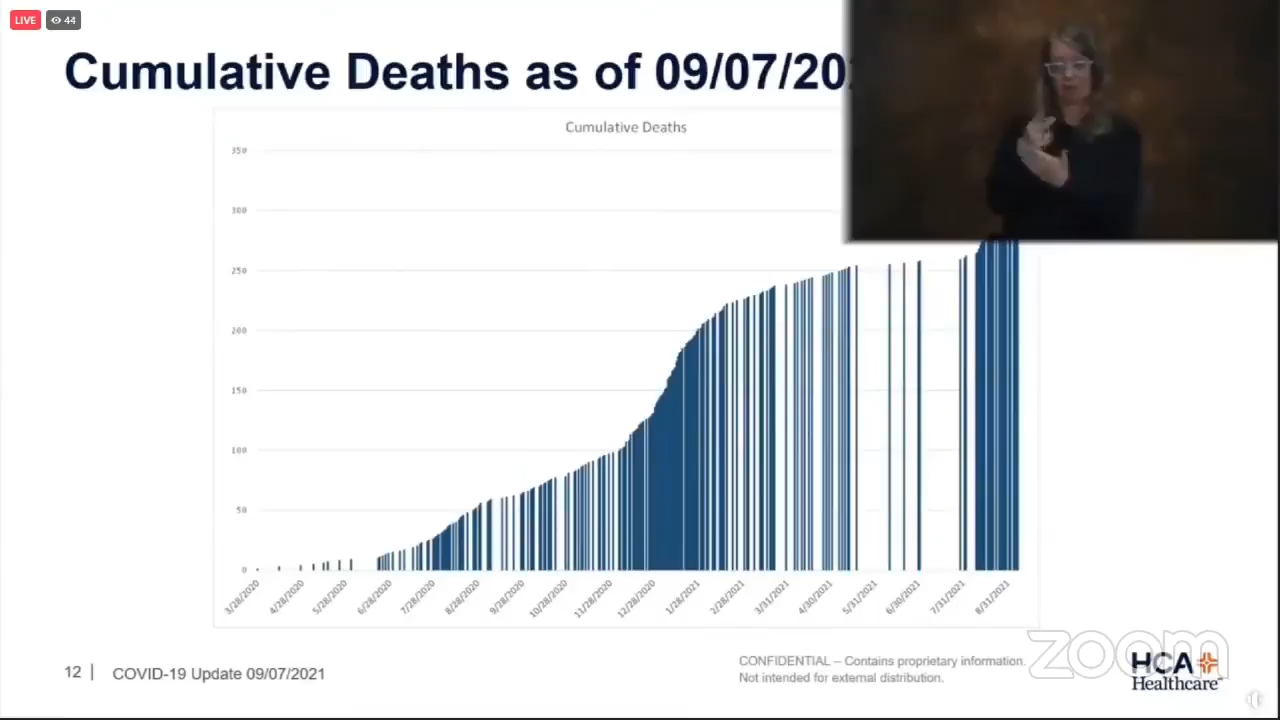 LIVE 44
Cumulative Deaths as of 09/07/20
Cumulative Deaths
350
300
250
200
150
100
50
0
3/28/2020 4/28/2020 5/28/2020 6/28/2020 7/28/2020 8/28/2020 9/28/2020 10/28/2020 11/28/2020 12/28/2020 1/28/2021 2/28/2021 3/31/2021 4/30/2021 5/31/2021 6/30/2021 7/31/2021 8/31/2021
12 | COVID-19 Update 09/07/2021
CONFIDENTIAL – Contains proprietary information.
Not intended for external distribution.
zoom
HCA
Healthcare